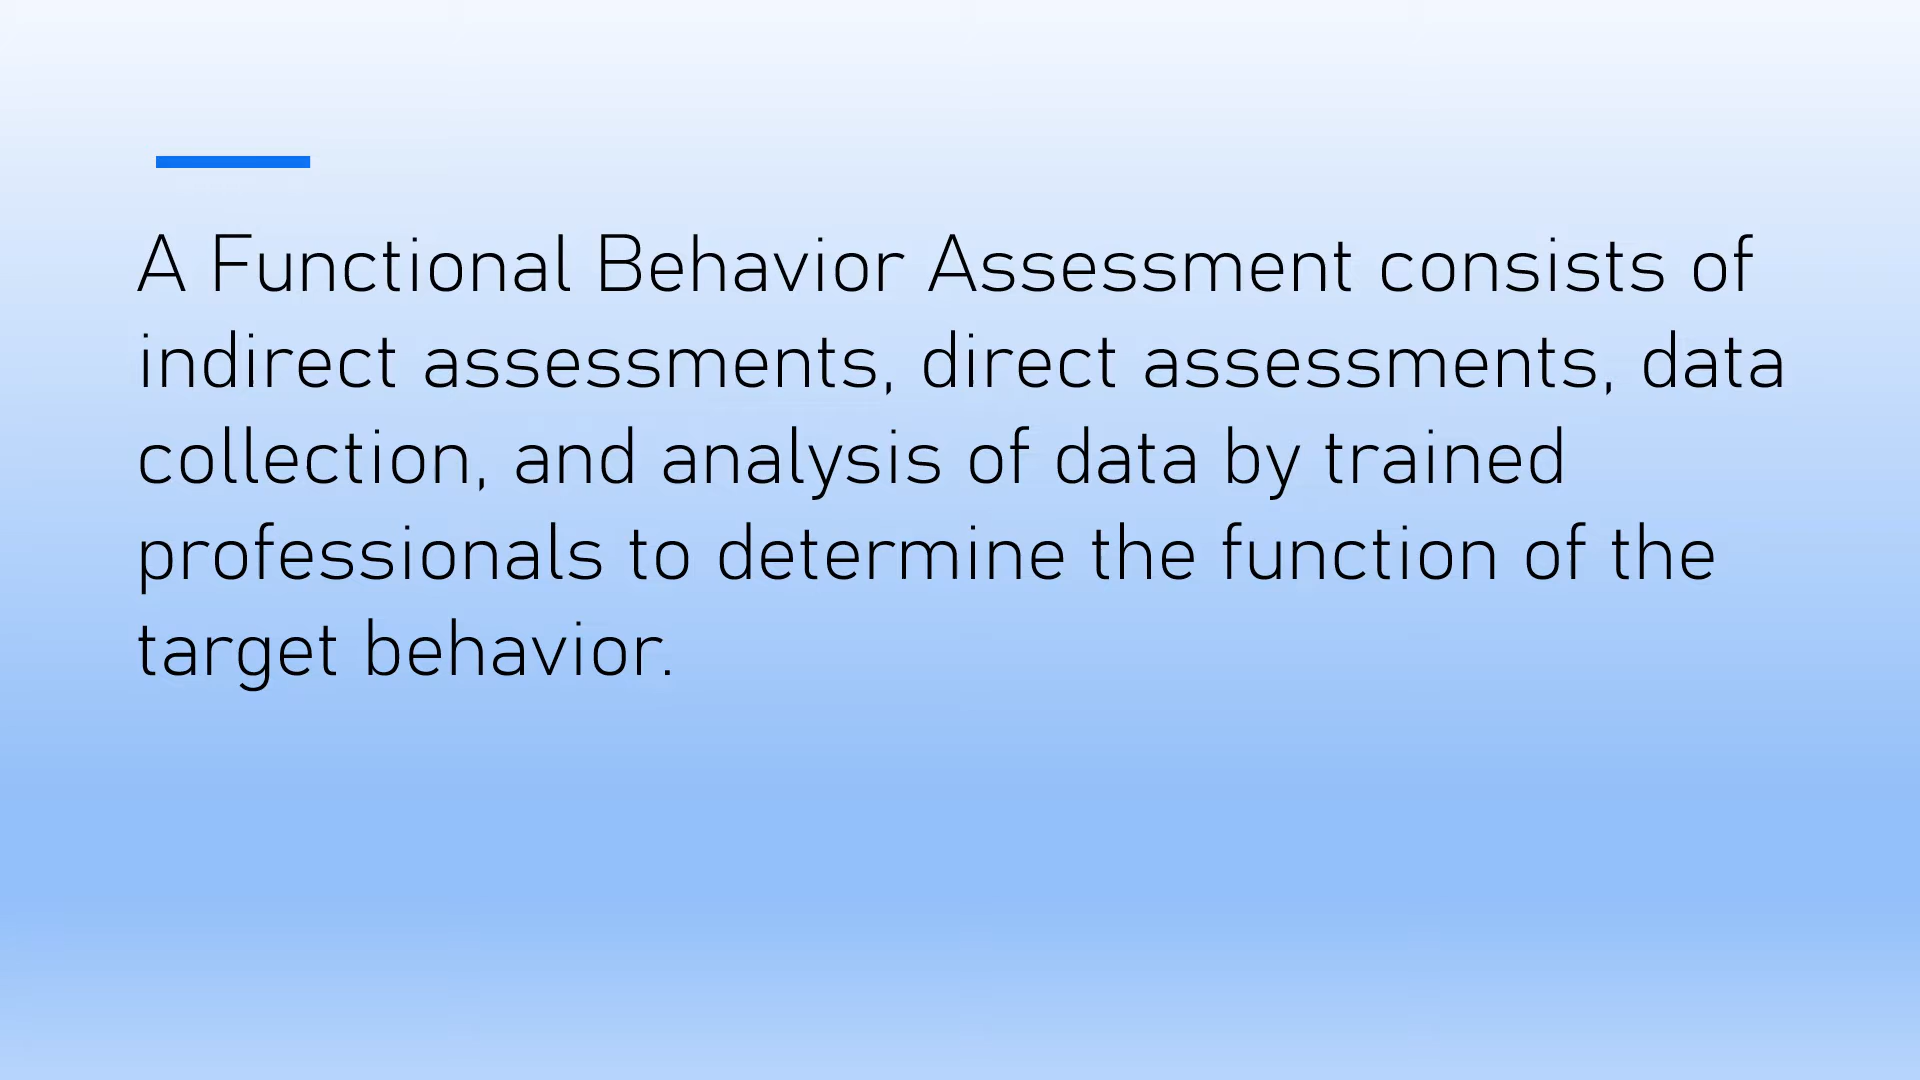 A Functional Behavior Assessment consists of
indirect assessments, direct assessments, data
collection, and analysis of data by trained
professionals to determine the function of the
target behavior.